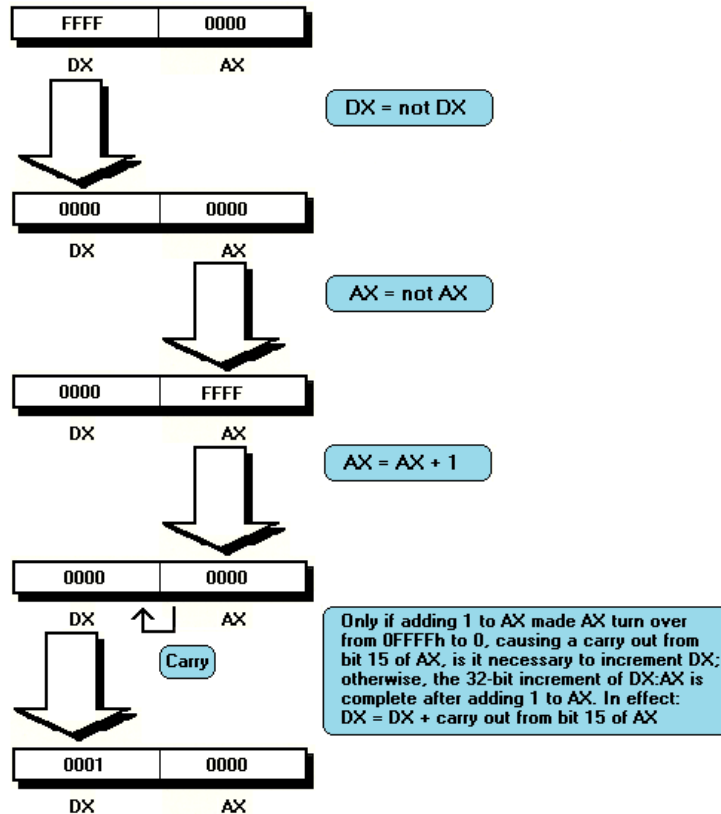 FFFF 0000
DX AX
DX = not DX
0000 0000
DX AX
AX = not AX
0000 FFFF
DX AX
AX = AX + 1
0000 0000
DX AX
Carry
Only if adding 1 to AX made AX turn over
from 0FFFFh to 0, causing a carry out from
bit 15 of AX, is it necessary to increment DX;
otherwise, the 32-bit increment of DX:AX is
complete after adding 1 to AX. In effect:
DX = DX + carry out from bit 15 of AX
0001 0000
DX AX